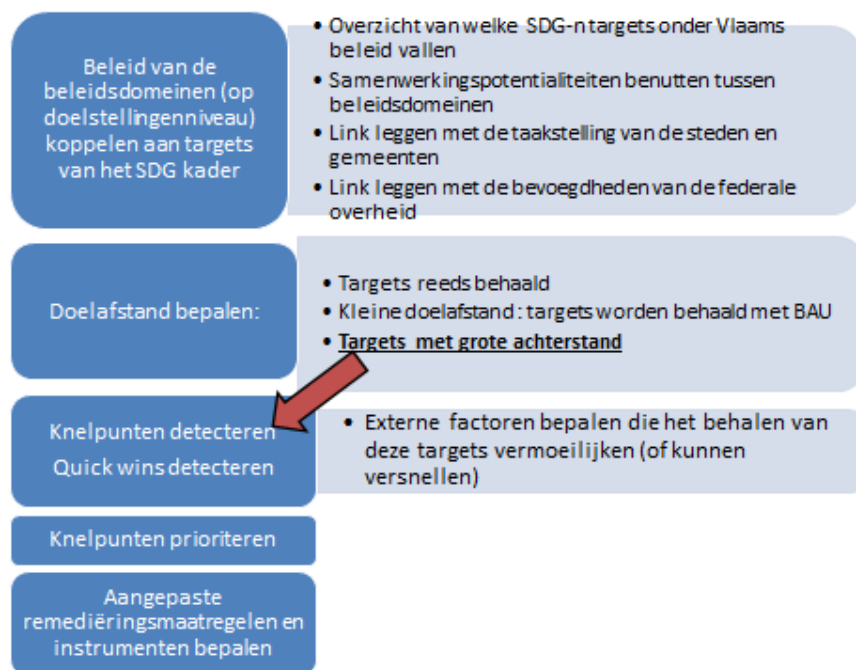 Beleid van de
beleidsdomeinen (op
doelstellingenniveau)
koppelen aan targets
van het SDG kader
• Overzicht van welke SDG-n targets onder Vlaams
beleid vallen
• Samenwerkingspotentialiteiten benutten tussen
beleidsdomeinen
• Link leggen met de taakstelling van de steden en
gemeenten
• Link leggen met de bevoegdheden van de federale
overheid
Doelafstand bepalen:
• Targets reeds behaald
• Kleine doelafstand : targets worden behaald met BAU
• Targets met grote achterstand
Knelpunten detecteren
Quick wins detecteren
• Externe factoren bepalen die het behalen van
deze targets vermoeilijken (of kunnen
versnellen)
Knelpunten prioriteren
Aangepaste
remediëringsmaatregelen en
instrumenten bepalen